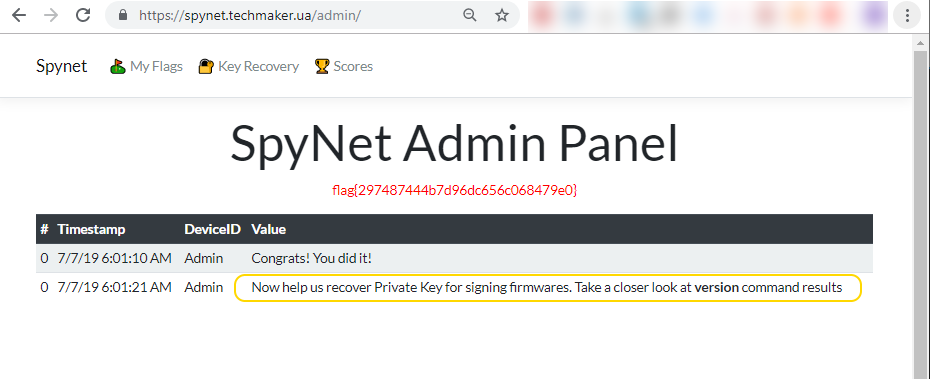 https://spynet.techmaker.ua/admin/
Spynet My Flags Key Recovery Scores
SpyNet Admin Panel
flag{297487444b7d96dc656c068479e0}
# Timestamp DeviceID Value
0 7/7/19 6:01:10 AM Admin Congrats! You did it!
0 7/7/19 6:01:21 AM Admin Now help us recover Private Key for signing firmwares. Take a closer look at version command results